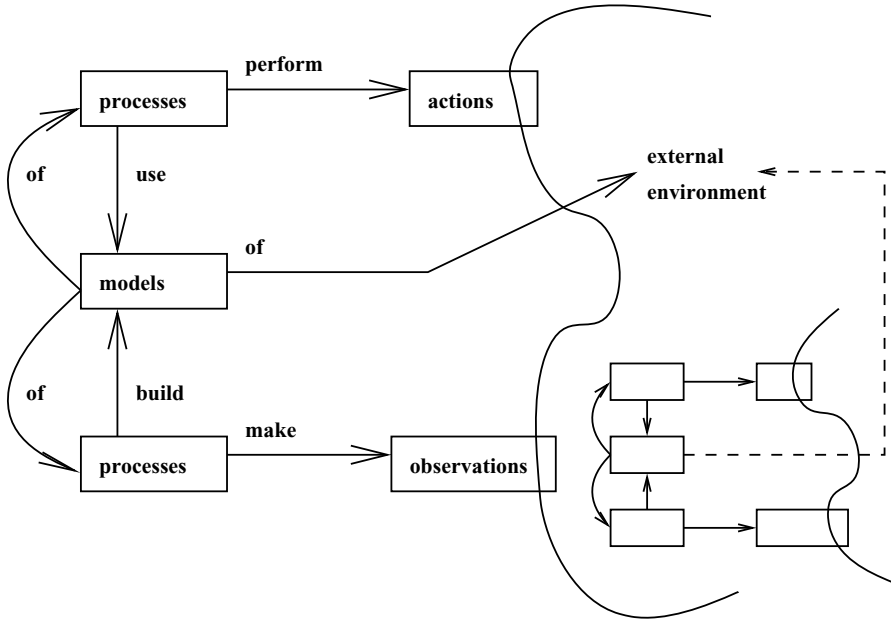 perform
processes
actions
of
use
external
environment
of
models
of
build
make
processes
observations